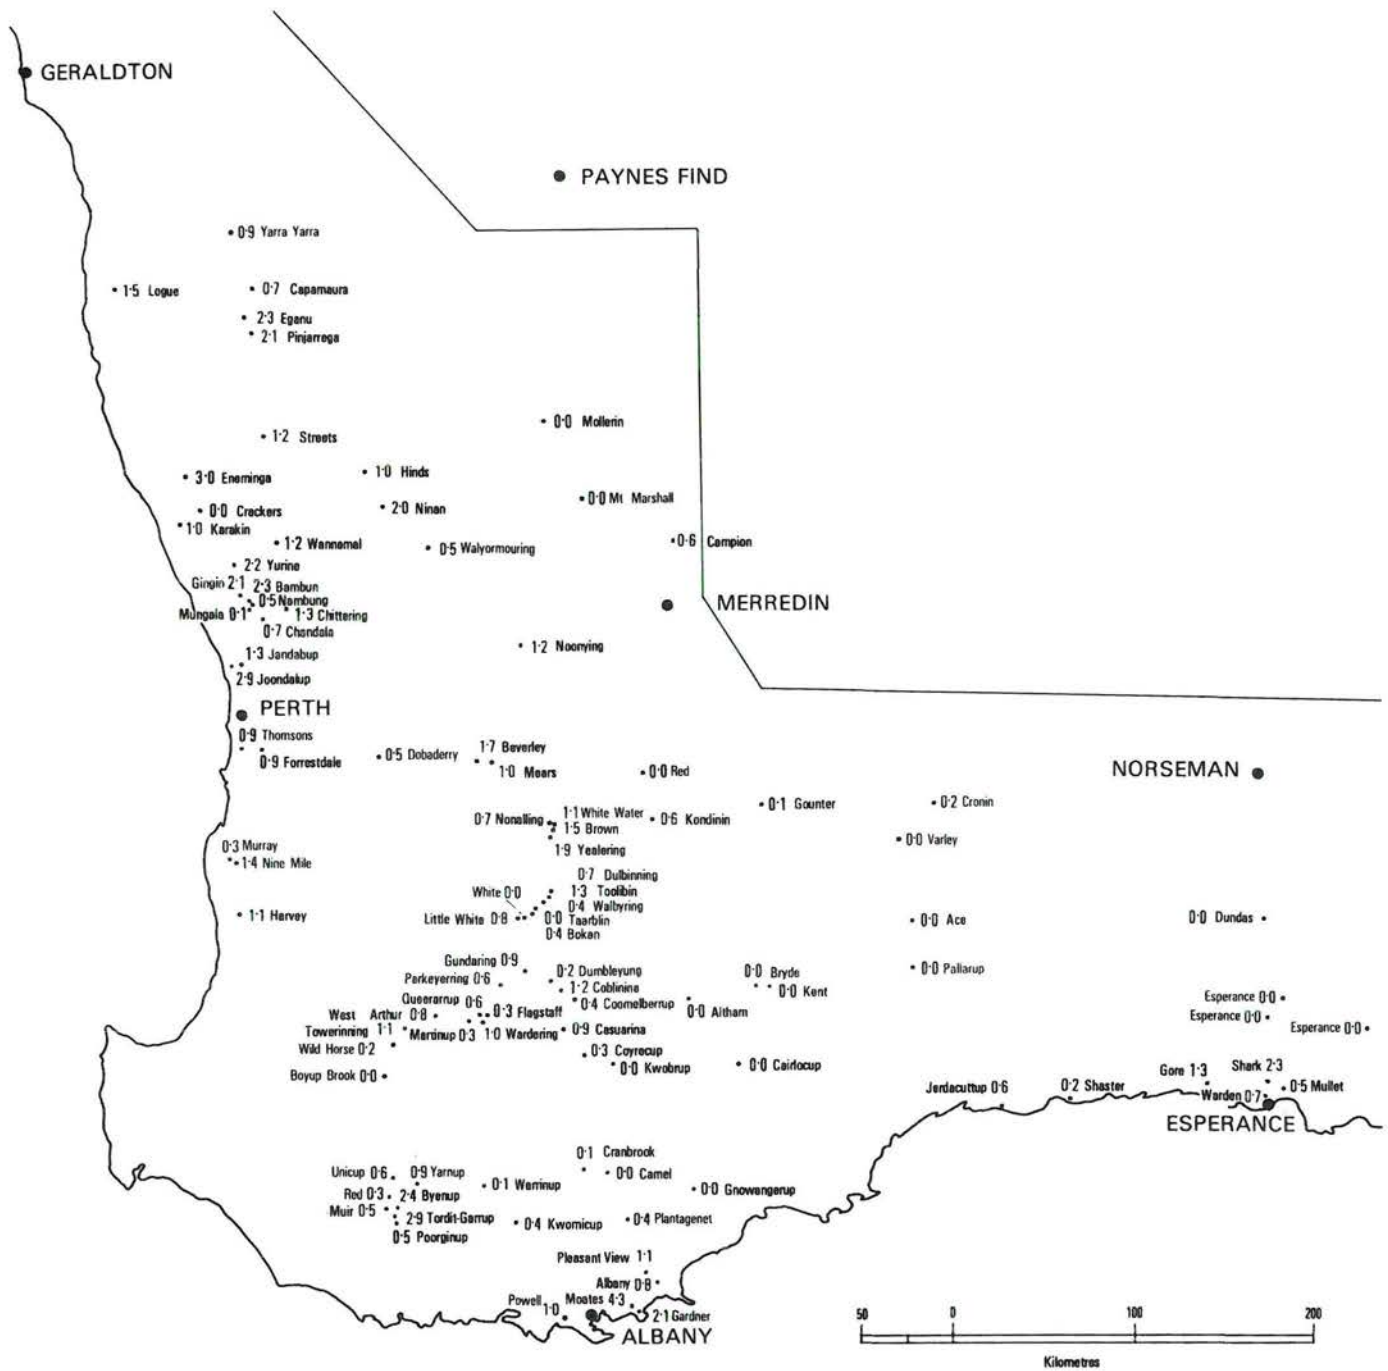 GERALDTON
PAYNES FIND
0·9 Yarra Yarra
1·5 Logue
0·7 Capamaura
2·3 Eganu
2·1 Pinjarrega
0·0 Mollerin
1·2 Streets
1·0 Hinds
3·0 Eneminga
0·0 Mt Marshall
2·0 Ninan
0·0 Crackers
1·0 Karakin
1·2 Wannamal
0·5 Walyormouring
0·6 Campion
2·2 Yurine
Gingin 2·1
2·3 Bambun
0·5 Nambung
Mungala 0·1
1·3 Chittering
MERREDIN
0·7 Chandala
1·2 Noonying
1·3 Jandabup
2·9 Joondalup
PERTH
0·9 Thomsons
0·9 Forrestdale
0·5 Dobaderry
1·7 Beverley
1·0 Mears
0·0 Red
NORSEMAN
0·1 Gounter
0·2 Cronin
0·7 Nonalling
1·1 White Water
1·5 Brown
0·6 Kondinin
1·9 Yealering
0·0 Varley
0·3 Murray
1·4 Nine Mile
0·7 Dulbinning
White 0·0
1·3 Toolibin
0·4 Walbyring
1·1 Harvey
Little White 0·8
0·0 Taarblin
0·4 Bokan
0·0 Ace
0·0 Dundas
Gundaring 0·9
0·2 Dumbleyung
Parkeyerring 0·6
1·2 Coblinine
0·0 Bryde
0·0 Kent
0·0 Pallarup
Queerarrup 0·6
0·4 Coomelberrup
Esperance 0·0
West Arthur 0·8
0·3 Flagstaff
0·0 Altham
Esperance 0·0
Towerinning 1·1
Martinup 0·3
1·0 Wardering
0·9 Casuarina
Esperance 0·0
Wild Horse 0·2
0·3 Coyrecup
Boyup Brook 0·0
0·0 Kwobrup
0·0 Cairlocup
Gore 1·3
Shark 2·3
Jerdacuttup 0·6
0·2 Shaster
Warden 0·7
0·5 Mullet
ESPERANCE
0·1 Cranbrook
Unicup 0·6
0·9 Yarnup
0·0 Camel
0·1 Warrinup
0·0 Gnowangerup
Red 0·3
2·4 Byenup
Muir 0·5
2·9 Tordit-Garrup
0·4 Kwornicup
0·4 Plantagenet
0·5 Poorginup
Pleasant View 1·1
Albany 0·8
Powell 1·0
Moates 4·3
2·1 Gardner
ALBANY
50 0 100 200
Kilometres